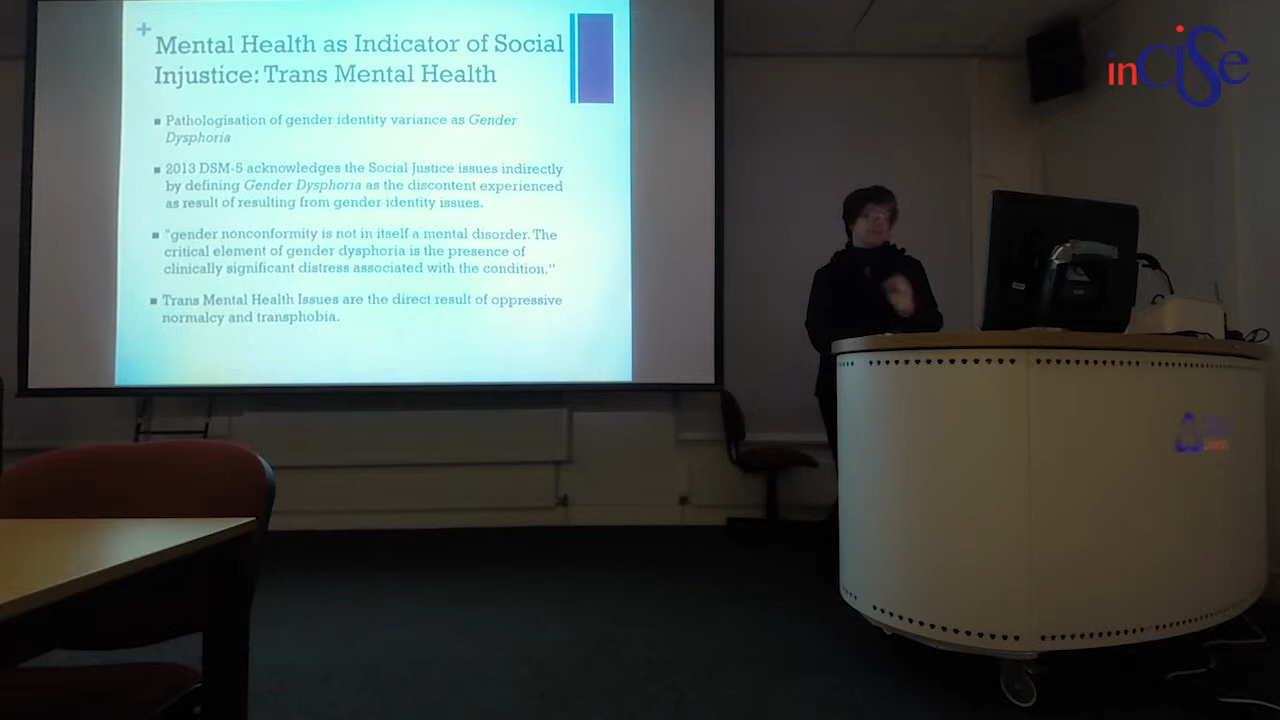 +
Mental Health as Indicator of Social
Injustice: Trans Mental Health
■ Pathologisation of gender identity variance as Gender
Dysphoria
■ 2013 DSM-5 acknowledges the Social Justice issues indirectly
by defining Gender Dysphoria as the discontent experienced
as result of resulting from gender identity issues.
■ "gender nonconformity is not in itself a mental disorder. The
critical element of gender dysphoria is the presence of
clinically significant distress associated with the condition."
■ Trans Mental Health Issues are the direct result of oppressive
normalcy and transphobia.
inCISe